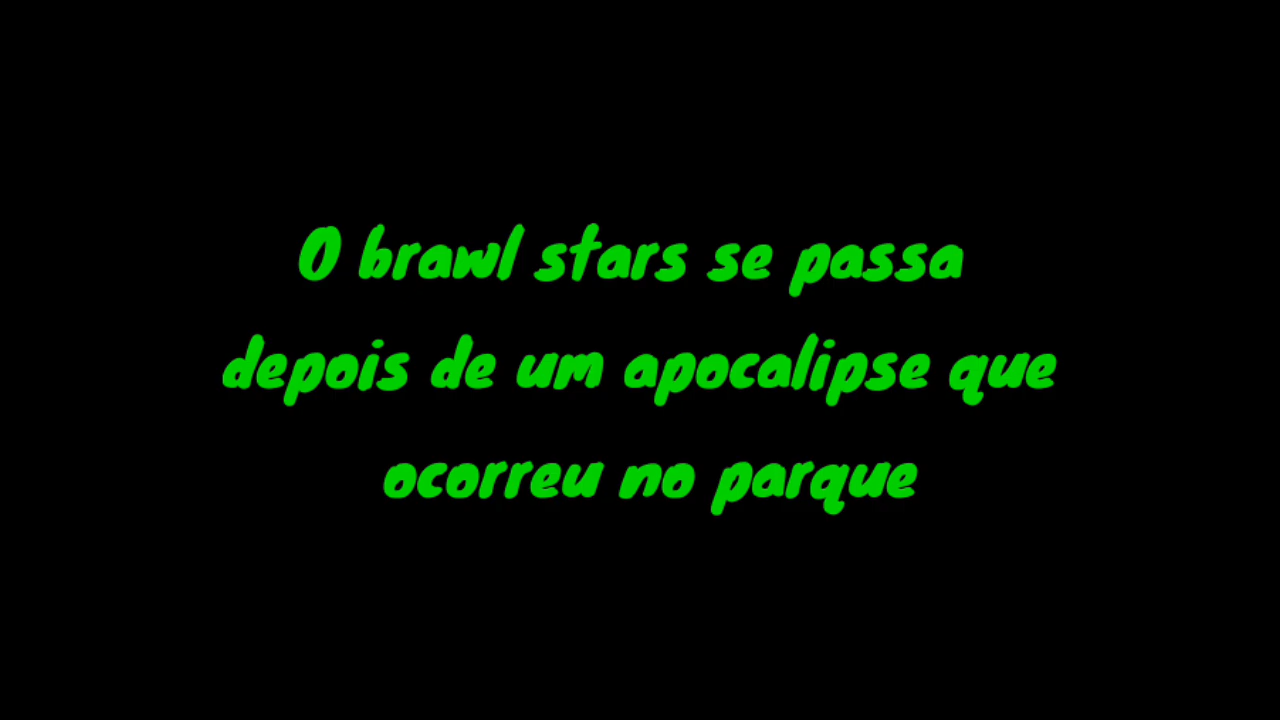 O brawl stars se passa
depois de um apocalipse que
ocorreu no parque